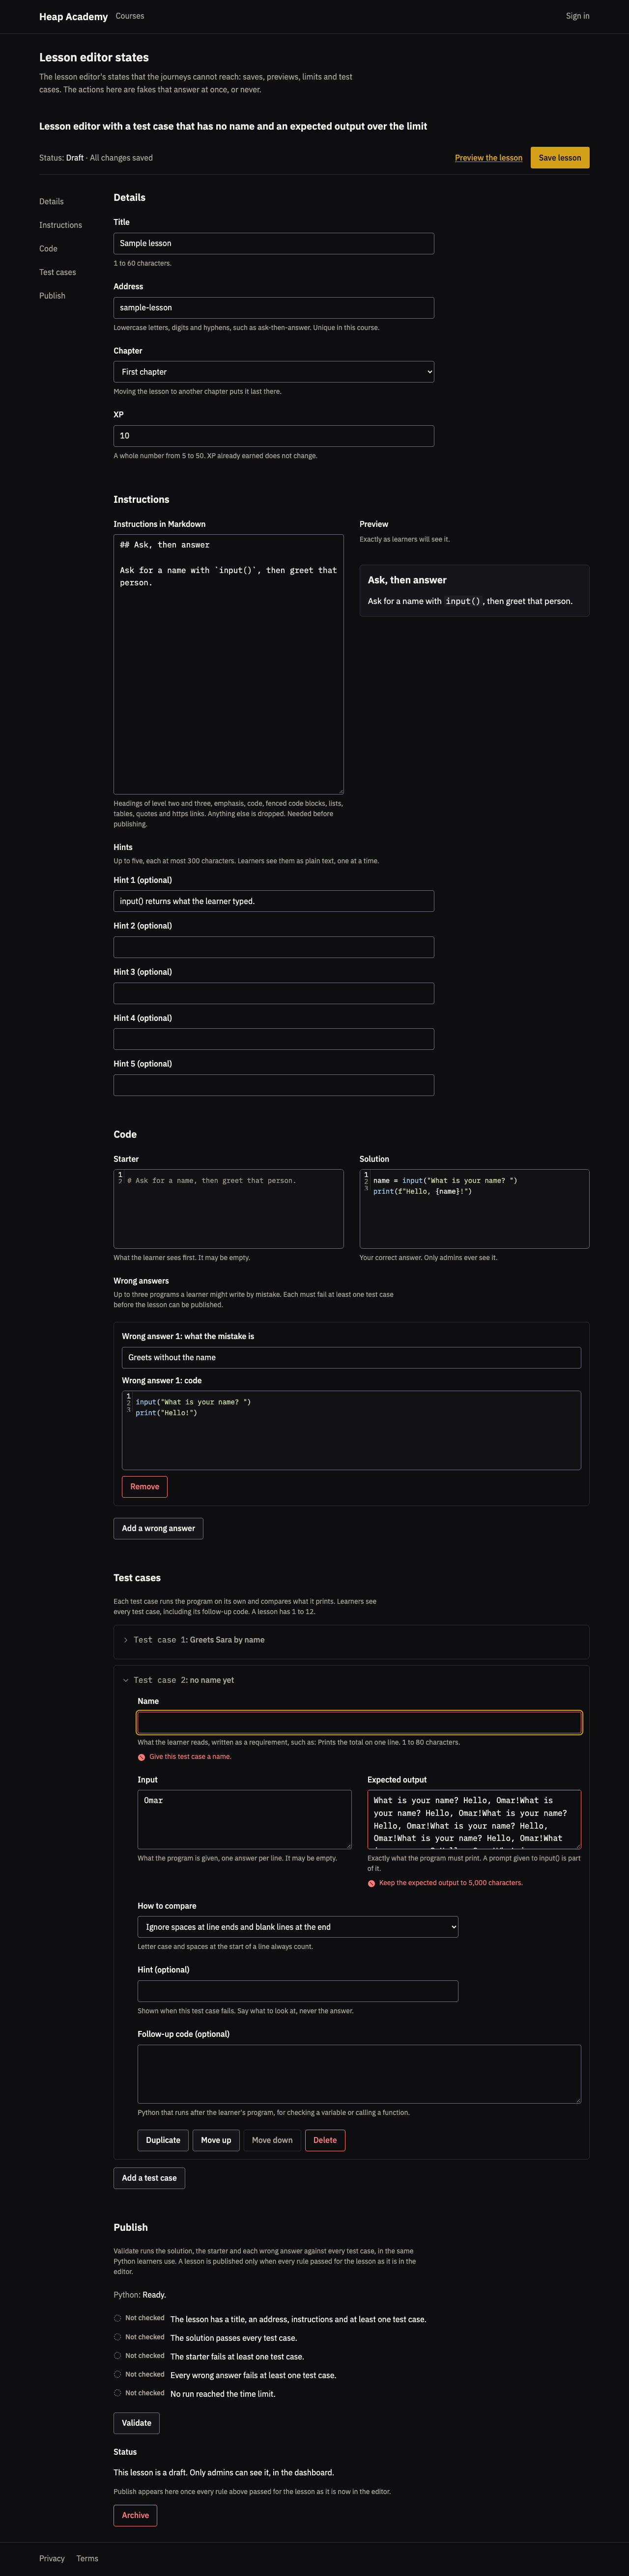 Heap Academy
Courses
Sign in
Lesson editor states
The lesson editor's states that the journeys cannot reach: saves, previews, limits and test
cases. The actions here are fakes that answer at once, or never.
Lesson editor with a test case that has no name and an expected output over the limit
Status: Draft · All changes saved
Preview the lesson
Save lesson
Details
Instructions
Code
Test cases
Publish
Details
Title
Sample lesson
1 to 60 characters.
Address
sample-lesson
Lowercase letters, digits and hyphens, such as ask-then-answer. Unique in this course.
Chapter
First chapter
Moving the lesson to another chapter puts it last there.
XP
10
A whole number from 5 to 50. XP already earned does not change.
Instructions
Instructions in Markdown
## Ask, then answer
Ask for a name with `input()`, then greet that
person.
Headings of level two and three, emphasis, code, fenced code blocks, lists,
tables, quotes and https links. Anything else is dropped. Needed before
publishing.
Preview
Exactly as learners will see it.
Ask, then answer
Ask for a name with input(), then greet that person.
Hints
Up to five, each at most 300 characters. Learners see them as plain text, one at a time.
Hint 1 (optional)
input() returns what the learner typed.
Hint 2 (optional)
Hint 3 (optional)
Hint 4 (optional)
Hint 5 (optional)
Code
Starter
1
2
# Ask for a name, then greet that person.
What the learner sees first. It may be empty.
Solution
1
2
3
name = input("What is your name? ")
print(f"Hello, {name}!")
Your correct answer. Only admins ever see it.
Wrong answers
Up to three programs a learner might write by mistake. Each must fail at least one test case
before the lesson can be published.
Wrong answer 1: what the mistake is
Greets without the name
Wrong answer 1: code
1
2
3
input("What is your name? ")
print("Hello!")
Remove
Add a wrong answer
Test cases
Each test case runs the program on its own and compares what it prints. Learners see
every test case, including its follow-up code. A lesson has 1 to 12.
Test case 1: Greets Sara by name
Test case 2: no name yet
Name
What the learner reads, written as a requirement, such as: Prints the total on one line. 1 to 80 characters.
Give this test case a name.
Input
Omar
What the program is given, one answer per line. It may be empty.
Expected output
What is your name? Hello, Omar!What is
your name? Hello, Omar!What is your name?
Hello, Omar!What is your name? Hello,
Omar!What is your name? Hello, Omar!What
Exactly what the program must print. A prompt given to input() is part
of it.
Keep the expected output to 5,000 characters.
How to compare
Ignore spaces at line ends and blank lines at the end
Letter case and spaces at the start of a line always count.
Hint (optional)
Shown when this test case fails. Say what to look at, never the answer.
Follow-up code (optional)
Python that runs after the learner's program, for checking a variable or calling a function.
Duplicate
Move up
Move down
Delete
Add a test case
Publish
Validate runs the solution, the starter and each wrong answer against every test case, in the same
Python learners use. A lesson is published only when every rule passed for the lesson as it is in the
editor.
Python: Ready.
Not checked The lesson has a title, an address, instructions and at least one test case.
Not checked The solution passes every test case.
Not checked The starter fails at least one test case.
Not checked Every wrong answer fails at least one test case.
Not checked No run reached the time limit.
Validate
Status
This lesson is a draft. Only admins can see it, in the dashboard.
Publish appears here once every rule above passed for the lesson as it is now in the editor.
Archive
Privacy
Terms